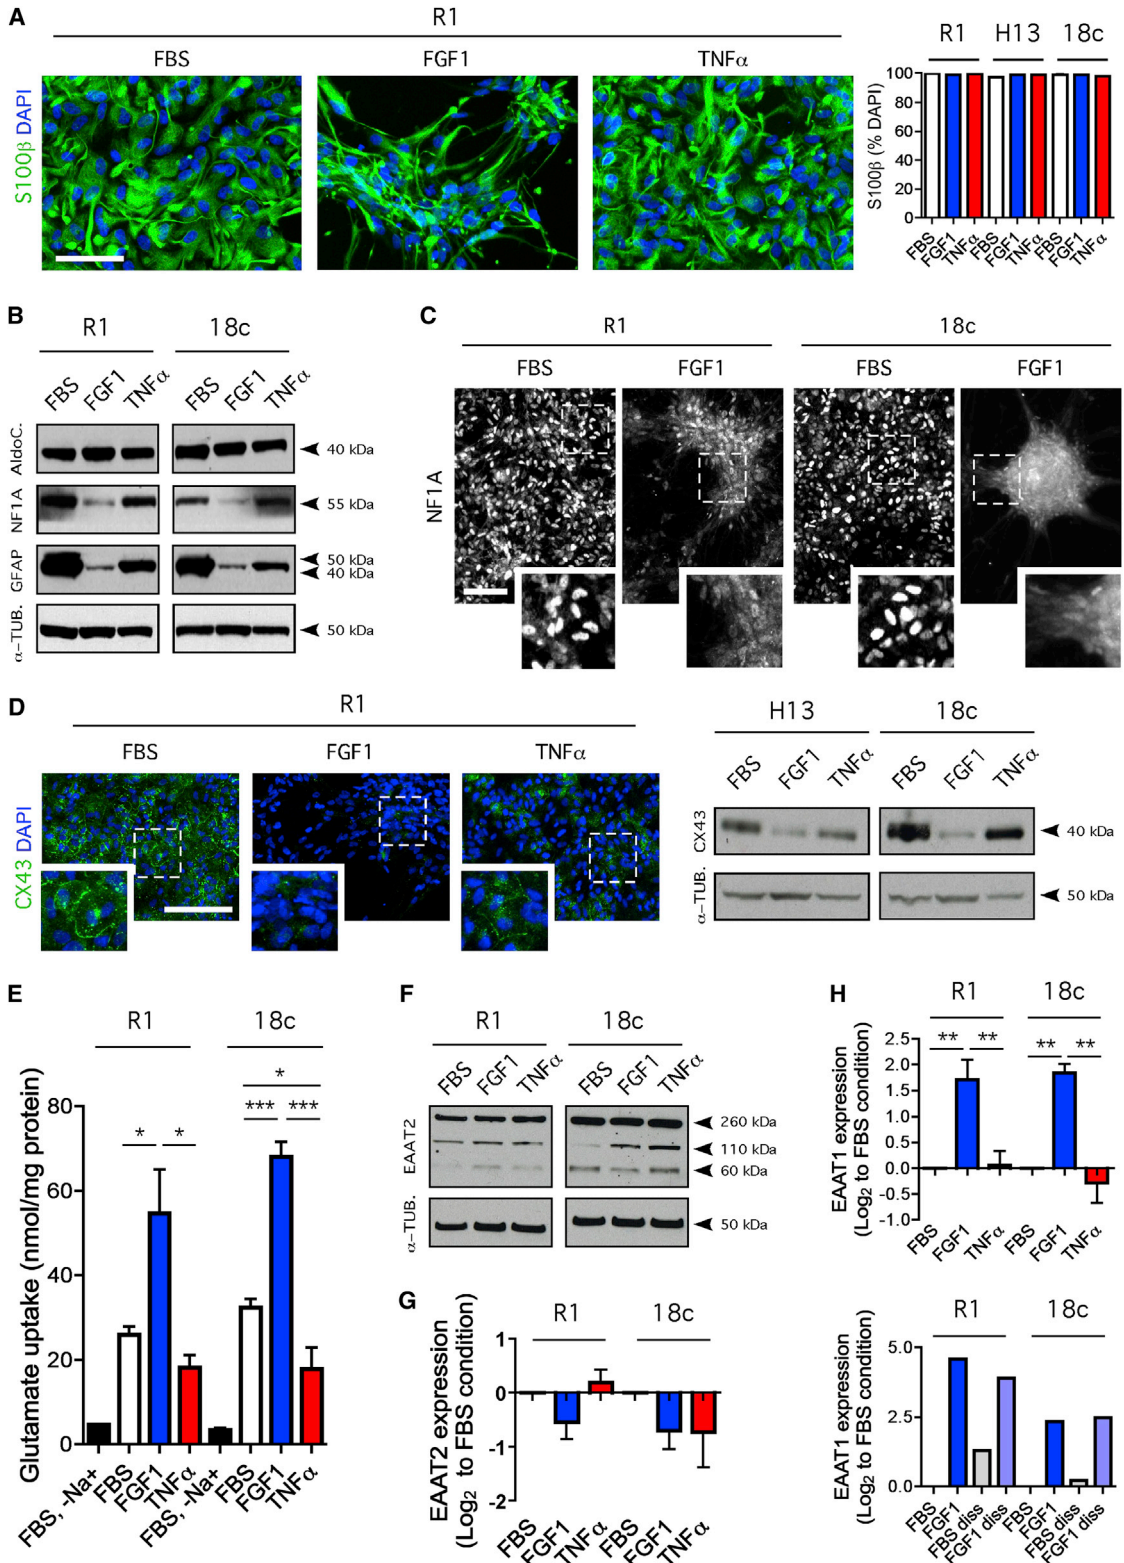 A
R1
FBS FGF1 TNFα
S100β DAPI
R1 H13 18c
S100β (% DAPI)
100
80
60
40
20
0
FBS FGF1 TNFα FBS FGF1 TNFα FBS FGF1 TNFα
B
R1 18c
FBS FGF1 TNFα FBS FGF1 TNFα
AldoC. 40 kDa
NF1A 55 kDa
GFAP 50 kDa
40 kDa
α-TUB. 50 kDa
C
R1 18c
FBS FGF1 FBS FGF1
NF1A
D
R1
FBS FGF1 TNFα
CX43 DAPI
H13 18c
FBS FGF1 TNFα FBS FGF1 TNFα
CX43 40 kDa
α-TUB. 50 kDa
E
R1 18c
Glutamate uptake (nmol/mg protein)
80
60
40
20
0
* * *** * ***
FBS, -Na+ FBS FGF1 TNFα FBS, -Na+ FBS FGF1 TNFα
F
R1 18c
FBS FGF1 TNFα FBS FGF1 TNFα
EAAT2 260 kDa
110 kDa
60 kDa
α-TUB. 50 kDa
G
R1 18c
EAAT2 expression
(Log2 to FBS condition)
1
0
-1
-2
FBS FGF1 TNFα FBS FGF1 TNFα
H
R1 18c
EAAT1 expression
(Log2 to FBS condition)
2.5
2.0
1.5
1.0
0.5
0.0
-0.5
-1.0
** ** ** **
FBS FGF1 TNFα FBS FGF1 TNFα
R1 18c
EAAT1 expression
(Log2 to FBS condition)
5.0
2.5
0.0
FBS FGF1 FBS diss FGF1 diss FBS FGF1 FBS diss FGF1 diss